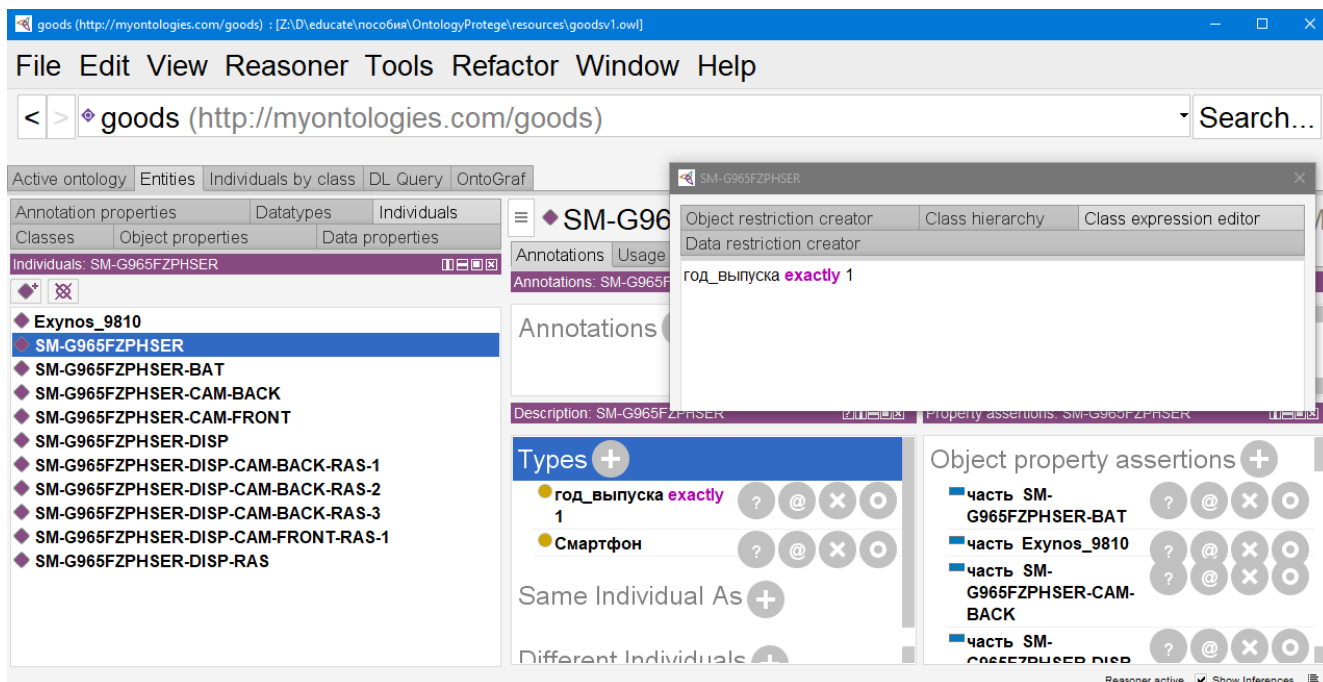 goods (http://myontologies.com/goods) : [Z:\D\educate\пособия\OntologyProtege\resources\goodsv1.owl]
File Edit View Reasoner Tools Refactor Window Help
< > goods (http://myontologies.com/goods) Search...
Active ontology Entities Individuals by class DL Query OntoGraf
Annotation properties Datatypes Individuals
Classes Object properties Data properties
Individuals: SM-G965FZPHSER
Exynos_9810
SM-G965FZPHSER
SM-G965FZPHSER-BAT
SM-G965FZPHSER-CAM-BACK
SM-G965FZPHSER-CAM-FRONT
SM-G965FZPHSER-DISP
SM-G965FZPHSER-DISP-CAM-BACK-RAS-1
SM-G965FZPHSER-DISP-CAM-BACK-RAS-2
SM-G965FZPHSER-DISP-CAM-BACK-RAS-3
SM-G965FZPHSER-DISP-CAM-FRONT-RAS-1
SM-G965FZPHSER-DISP-RAS
≡ SM-G96
Annotations Usage
Annotations: SM-G965F
Annotations
SM-G965FZPHSER
Object restriction creator Class hierarchy Class expression editor
Data restriction creator
год_выпуска exactly 1
Description: SM-G965FZPHSER
Types
год_выпуска exactly
1
Смартфон
Same Individual As
Different Individuals
Property assertions: SM-G965FZPHSER
Object property assertions
часть SM-
G965FZPHSER-BAT
часть Exynos_9810
часть SM-
G965FZPHSER-CAM-
BACK
часть SM-
G965FZPHSER-DISP
Reasoner active Show Inferences